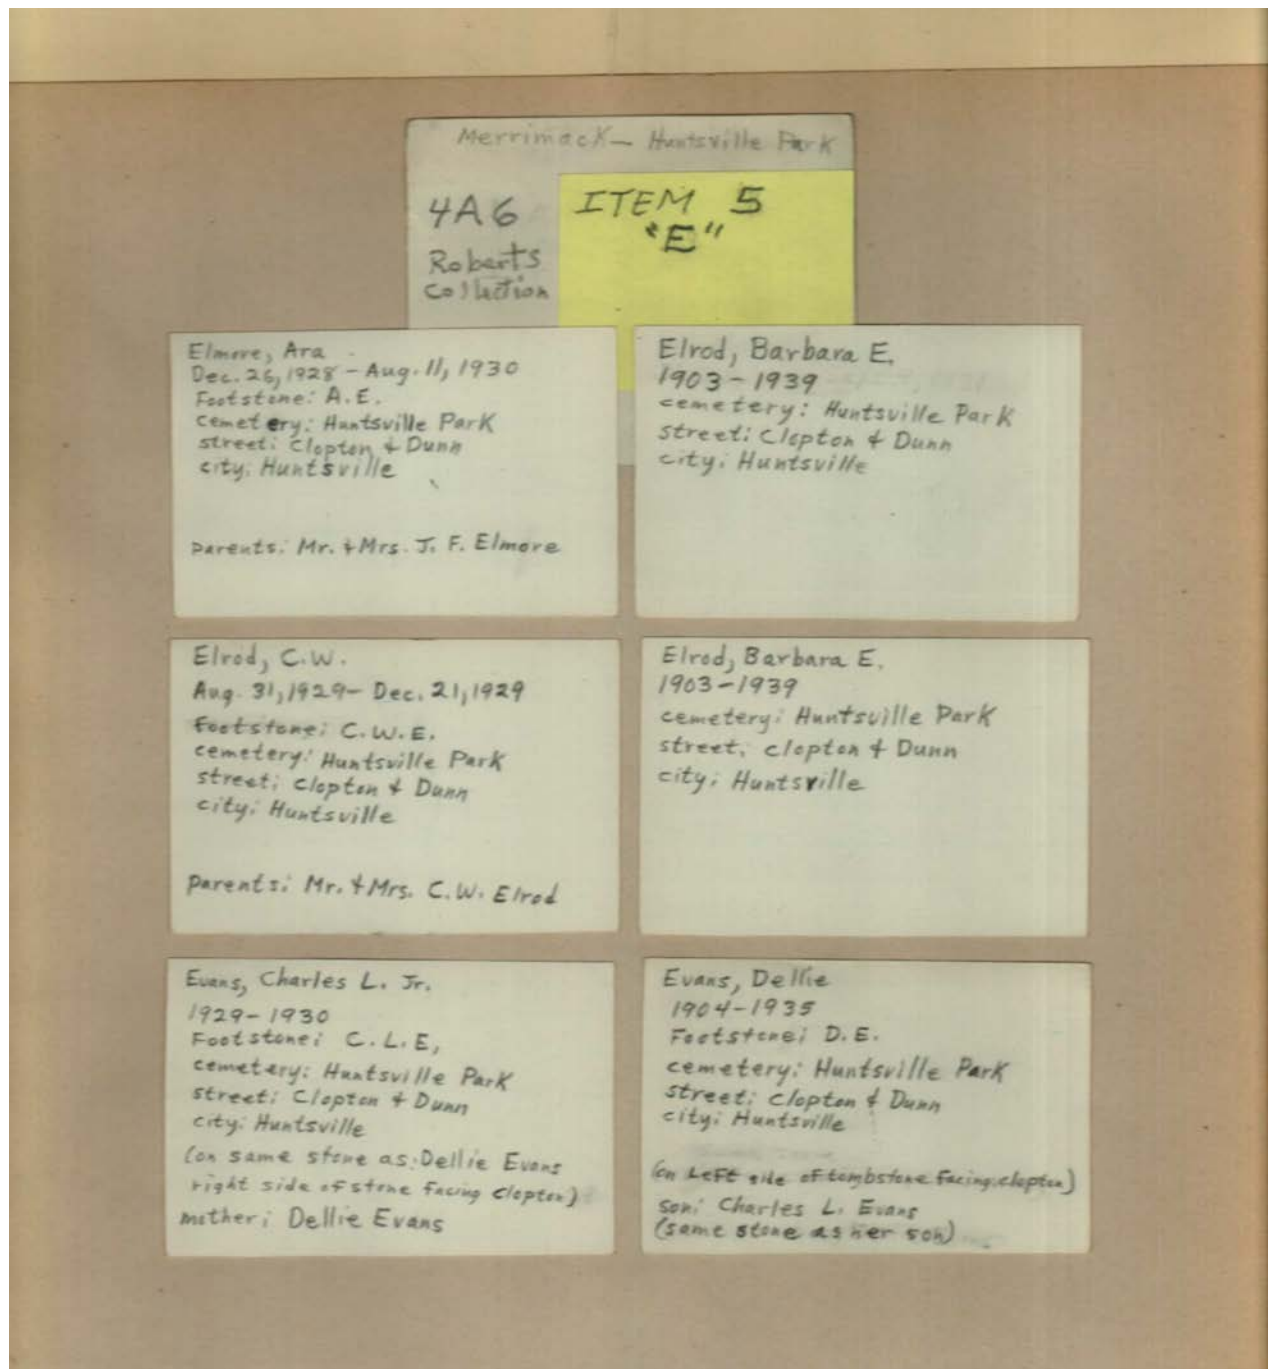 Merrimack- Huntsville Park
4A6
Roberts
Collection
ITEM 5
"E"
Elmore, Ara
Dec. 26, 1928 - Aug. 11, 1930
Footstone: A.E.
cemetery: Huntsville Park
street: Clopton & Dunn
city: Huntsville
parents: Mr. & Mrs. J. F. Elmore
Elrod, Barbara E.
1903-1939
cemetery: Huntsville Park
street: Clopton & Dunn
city: Huntsville
Elrod, C.W.
Aug. 31, 1929- Dec. 21, 1929
footstone: C.W.E.
cemetery: Huntsville Park
street: Clopton & Dunn
city: Huntsville
parents: Mr. & Mrs. C.W. Elrod
Elrod, Barbara E.
1903-1939
cemetery: Huntsville Park
street: Clopton & Dunn
city: Huntsville
Evans, Charles L. Jr.
1929-1930
Footstone: C.L.E.
cemetery: Huntsville Park
street: Clopton & Dunn
city: Huntsville
(on same stone as: Dellie Evans
right side of stone facing Clopton)
mother: Dellie Evans
Evans, Dellie
1904-1935
Footstone: D.E.
cemetery: Huntsville Park
street: Clopton & Dunn
city: Huntsville
(on Left side of tombstone facing: clopton)
son: Charles L. Evans
(same stone as her son)